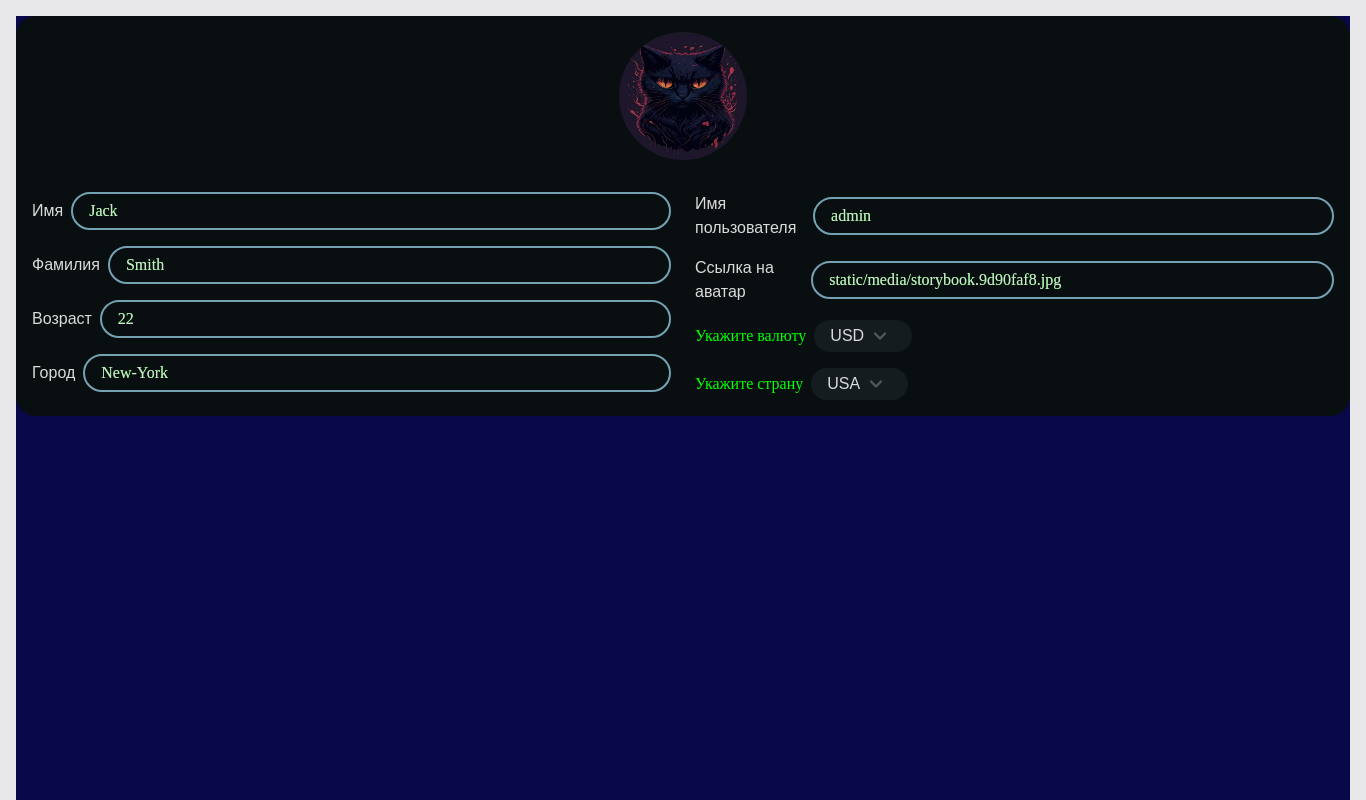 Имя
Jack
Фамилия
Smith
Возраст
22
Город
New-York
Имя
пользователя
admin
Ссылка на
аватар
static/media/storybook.9d90faf8.jpg
Укажите валюту
USD
Укажите страну
USA